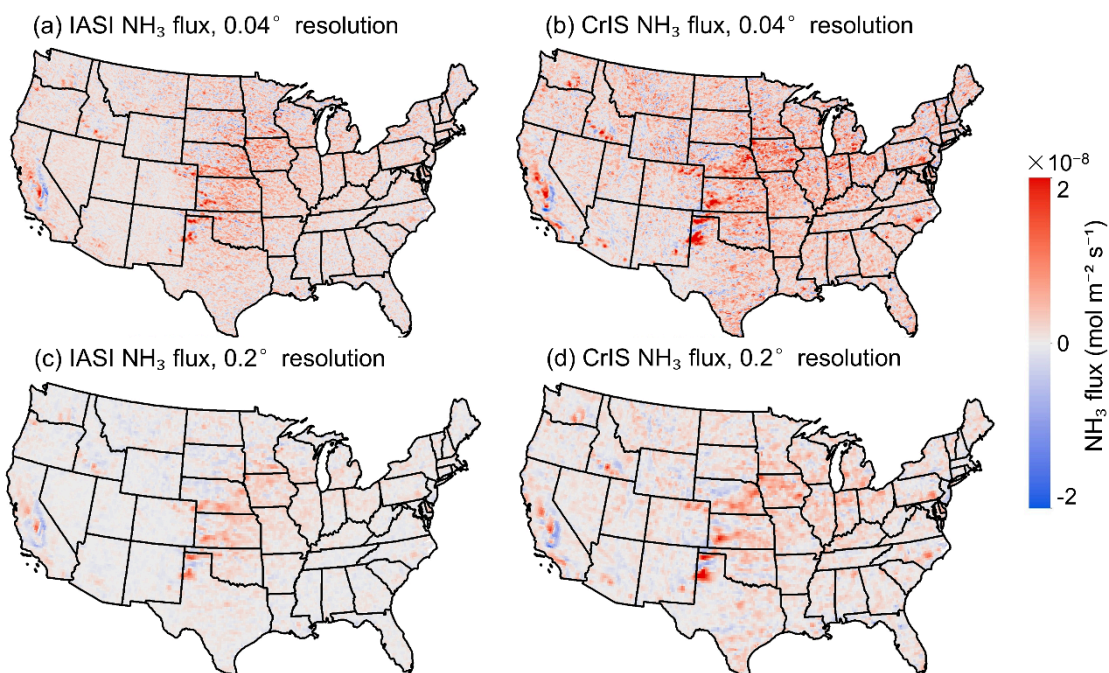 (a) IASI NH₃ flux, 0.04° resolution
(b) CrIS NH₃ flux, 0.04° resolution
(c) IASI NH₃ flux, 0.2° resolution
(d) CrIS NH₃ flux, 0.2° resolution
×10⁻⁸
2
0
-2
NH₃ flux (mol m⁻² s⁻¹)